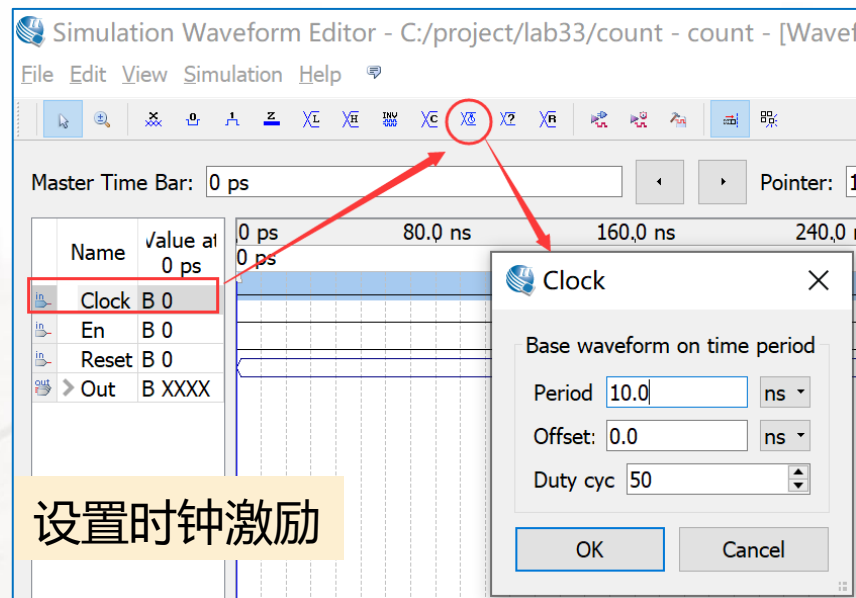 Simulation Waveform Editor - C:/project/lab33/count - count - [Wavef
File Edit View Simulation Help
Master Time Bar: 0 ps Pointer: 1
Name Value at 0 ps
0 ps 80.0 ns 160.0 ns 240.0 n
0 ps
Clock B 0
En B 0
Reset B 0
Out B XXXX
Clock
Base waveform on time period
Period 10.0 ns
Offset: 0.0 ns
Duty cyc 50
OK Cancel
设置时钟激励